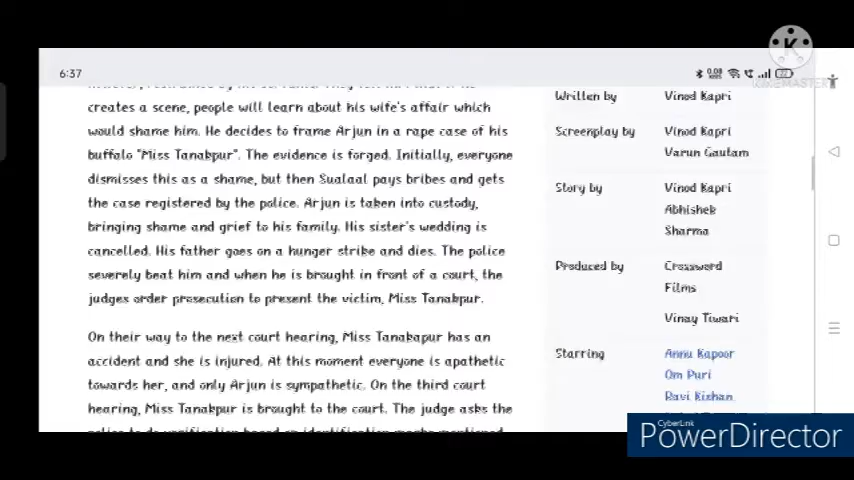 6:37
creates a scene, people will learn about his wife's affair which
would shame him. He decides to frame Arjun in a rape case of his
buffalo "Miss Tanakpur". The evidence is forged. Initially, everyone
dismisses this as a shame, but then Sualaal pays bribes and gets
the case registered by the police. Arjun is taken into custody,
bringing shame and grief to his family. His sister's wedding is
cancelled. His father goes on a hunger strike and dies. The police
severely beat him and when he is brought in front of a court, the
judges order prosecution to present the victim, Miss Tanakpur.
On their way to the next court hearing, Miss Tanakapur has an
accident and she is injured. At this moment everyone is apathetic
towards her, and only Arjun is sympathetic. On the third court
hearing, Miss Tanakpur is brought to the court. The judge asks the
Written by Vinod Kapri
Screenplay by Vinod Kapri
Varun Gautam
Story by Vinod Kapri
Abhishek
Sharma
Produced by Crossword
Films
Vinay Tiwari
Starring Annu Kapoor
Om Puri
Ravi Kishan
K
KINEMASTER
CyberLink
PowerDirector